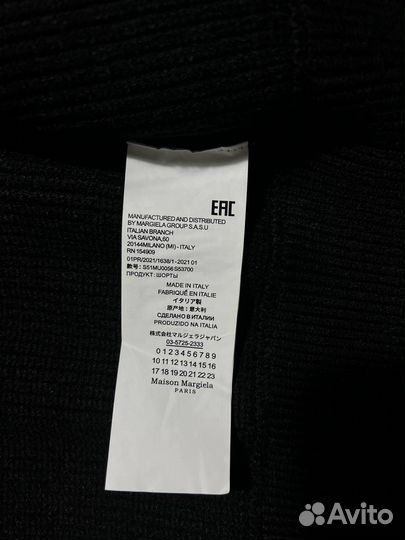 EAC
MANUFACTURED AND DISTRIBUTED
BY MARGIELA GROUP S.A.S.U
ITALIAN BRANCH
VIA SAVONA,60
20144MILANO (MI) - ITALY
RN 154909
01PR/2021/1638/1-2021 01
款号：S51MU0056 S53700
ПРОДУКТ: ШОРТЫ
MADE IN ITALY
FABRIQUÉ EN ITALIE
イタリア製
原产地：意大利
СДЕЛАНО В ИТАЛИИ
PRODUZIDO NA ITALIA
株式会社マルジェラジャパン
03-5725-2333
0 1 2 3 4 5 6 7 8 9
10 11 12 13 14 15 16
17 18 19 20 21 22 23
Maison Margiela
PARIS
Avito